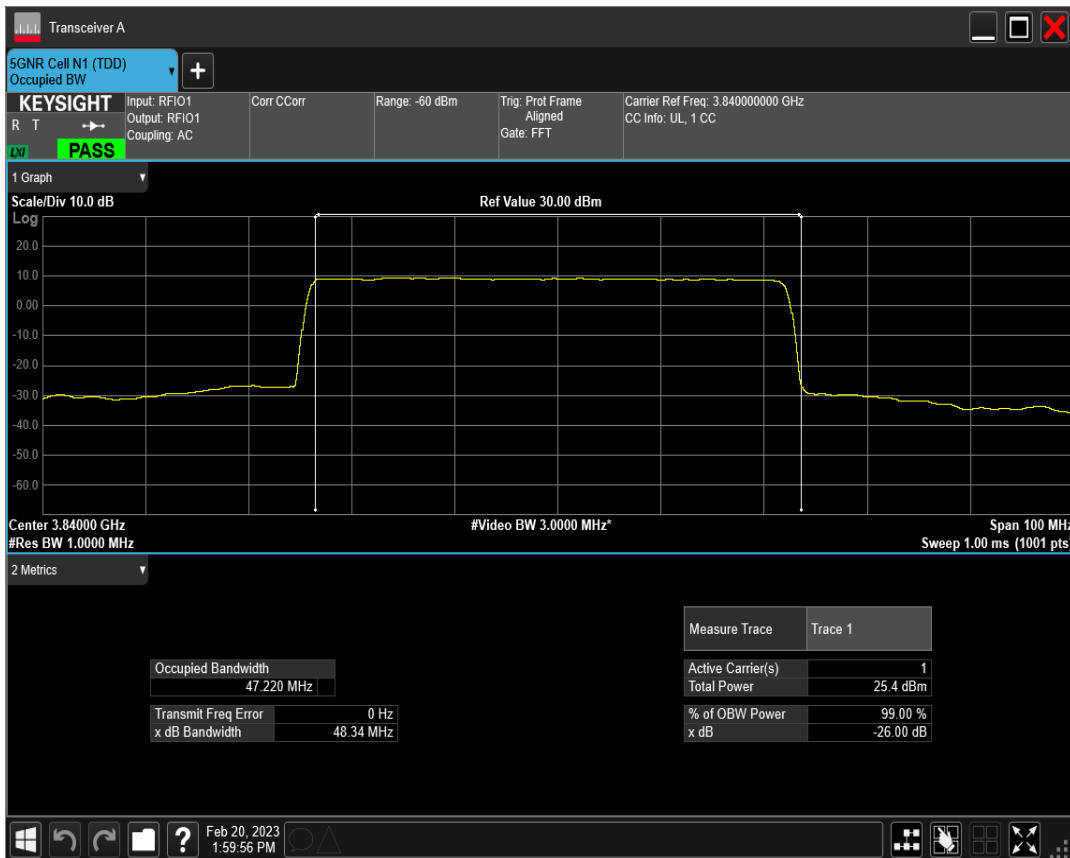 Transceiver A
5GNR Cell N1 (TDD)
Occupied BW
+
KEYSIGHT
R T
LXI
PASS
Input: RFIO1
Output: RFIO1
Coupling: AC
Corr CCorr
Range: -60 dBm
Trig: Prot Frame
Aligned
Gate: FFT
Carrier Ref Freq: 3.840000000 GHz
CC Info: UL, 1 CC
1 Graph
Scale/Div 10.0 dB
Ref Value 30.00 dBm
Log
20.0
10.0
0.00
-10.0
-20.0
-30.0
-40.0
-50.0
-60.0
Center 3.84000 GHz
#Video BW 3.0000 MHz*
Span 100 MHz
#Res BW 1.0000 MHz
Sweep 1.00 ms (1001 pts)
2 Metrics
Measure Trace Trace 1
Occupied Bandwidth
47.220 MHz
Active Carrier(s) 1
Total Power 25.4 dBm
Transmit Freq Error 0 Hz
x dB Bandwidth 48.34 MHz
% of OBW Power 99.00 %
x dB -26.00 dB
?
Feb 20, 2023
1:59:56 PM